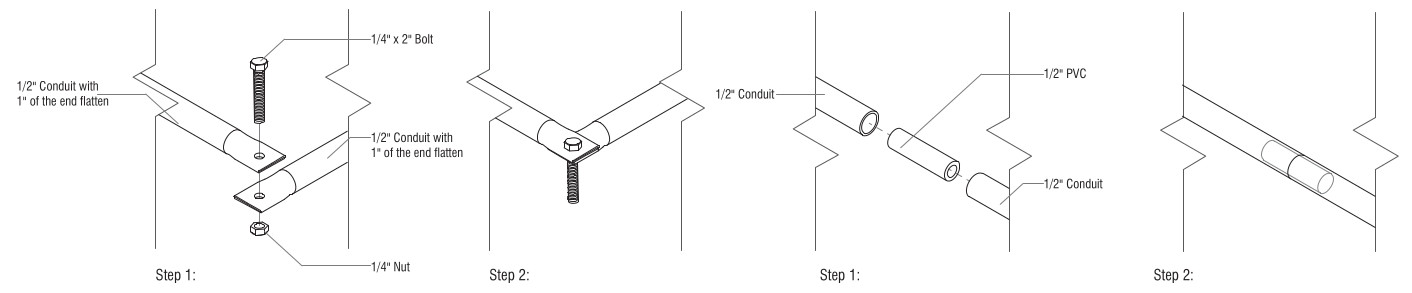 1/4" x 2" Bolt
1/2" Conduit with
1" of the end flatten
1/2" Conduit with
1" of the end flatten
1/4" Nut
Step 1:
Step 2:
1/2" PVC
1/2" Conduit
1/2" Conduit
Step 1:
Step 2: